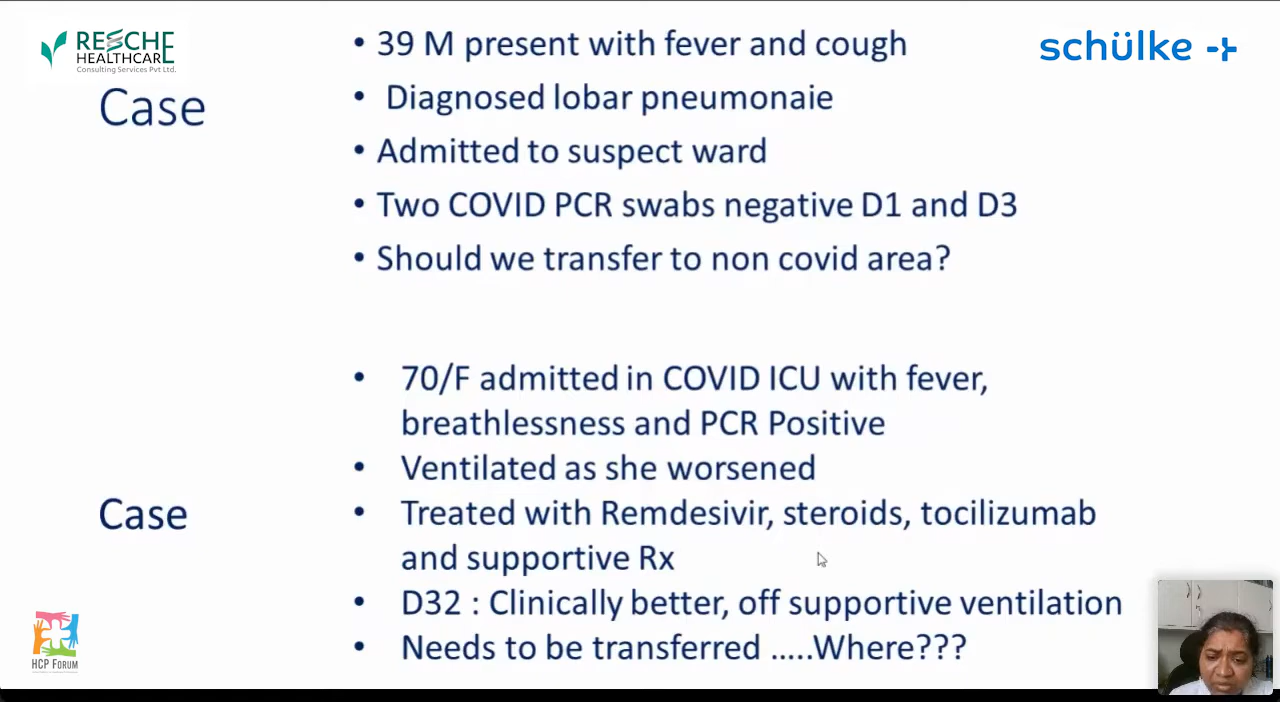 RESCHE
HEALTHCARE
Consulting Services Pvt Ltd.
schülke
Case
• 39 M present with fever and cough
• Diagnosed lobar pneumonaie
• Admitted to suspect ward
• Two COVID PCR swabs negative D1 and D3
• Should we transfer to non covid area?
Case
• 70/F admitted in COVID ICU with fever,
breathlessness and PCR Positive
• Ventilated as she worsened
• Treated with Remdesivir, steroids, tocilizumab
and supportive Rx
• D32 : Clinically better, off supportive ventilation
• Needs to be transferred .....Where???
HCP FORUM